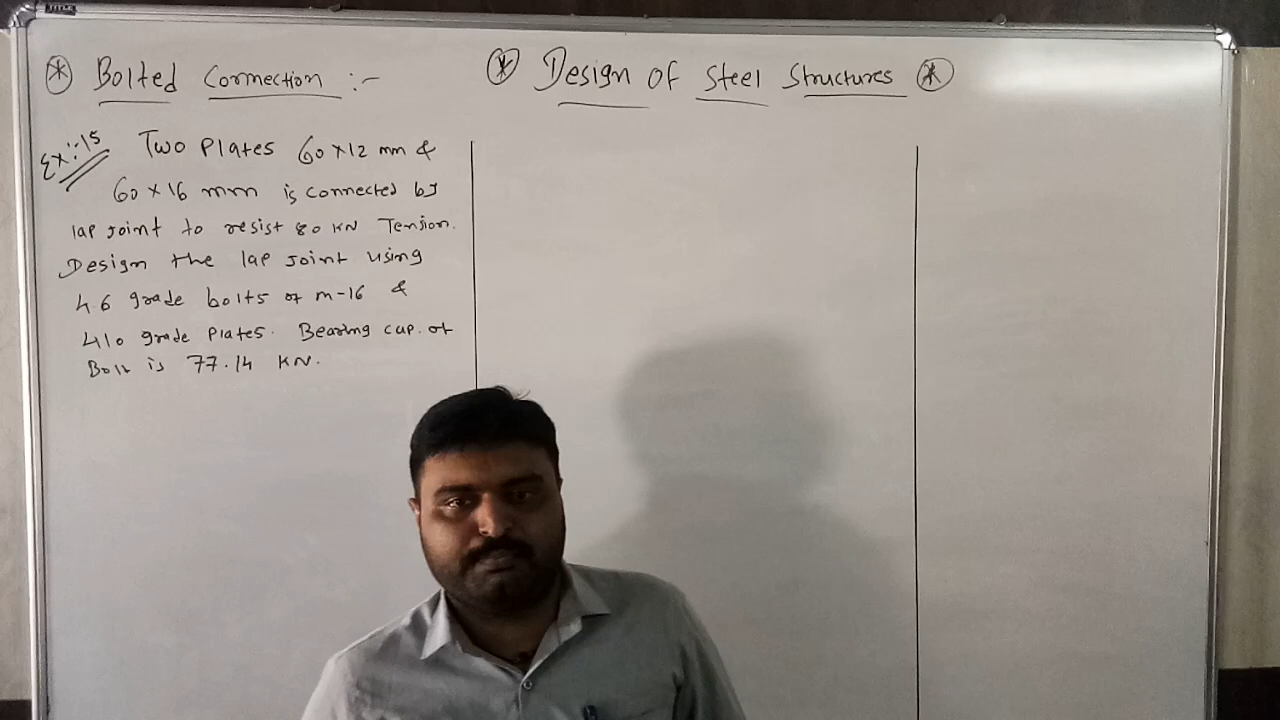 * Bolted Connection :-
* Design of Steel Structures *
Ex:-15 Two Plates 60×12 mm &
60×16 mm is connected by
lap joint to resist 80 KN Tension.
Design the lap joint using
4.6 grade bolts of m-16 &
410 grade Plates. Bearing cap. of
Bolt is 77.14 KN.